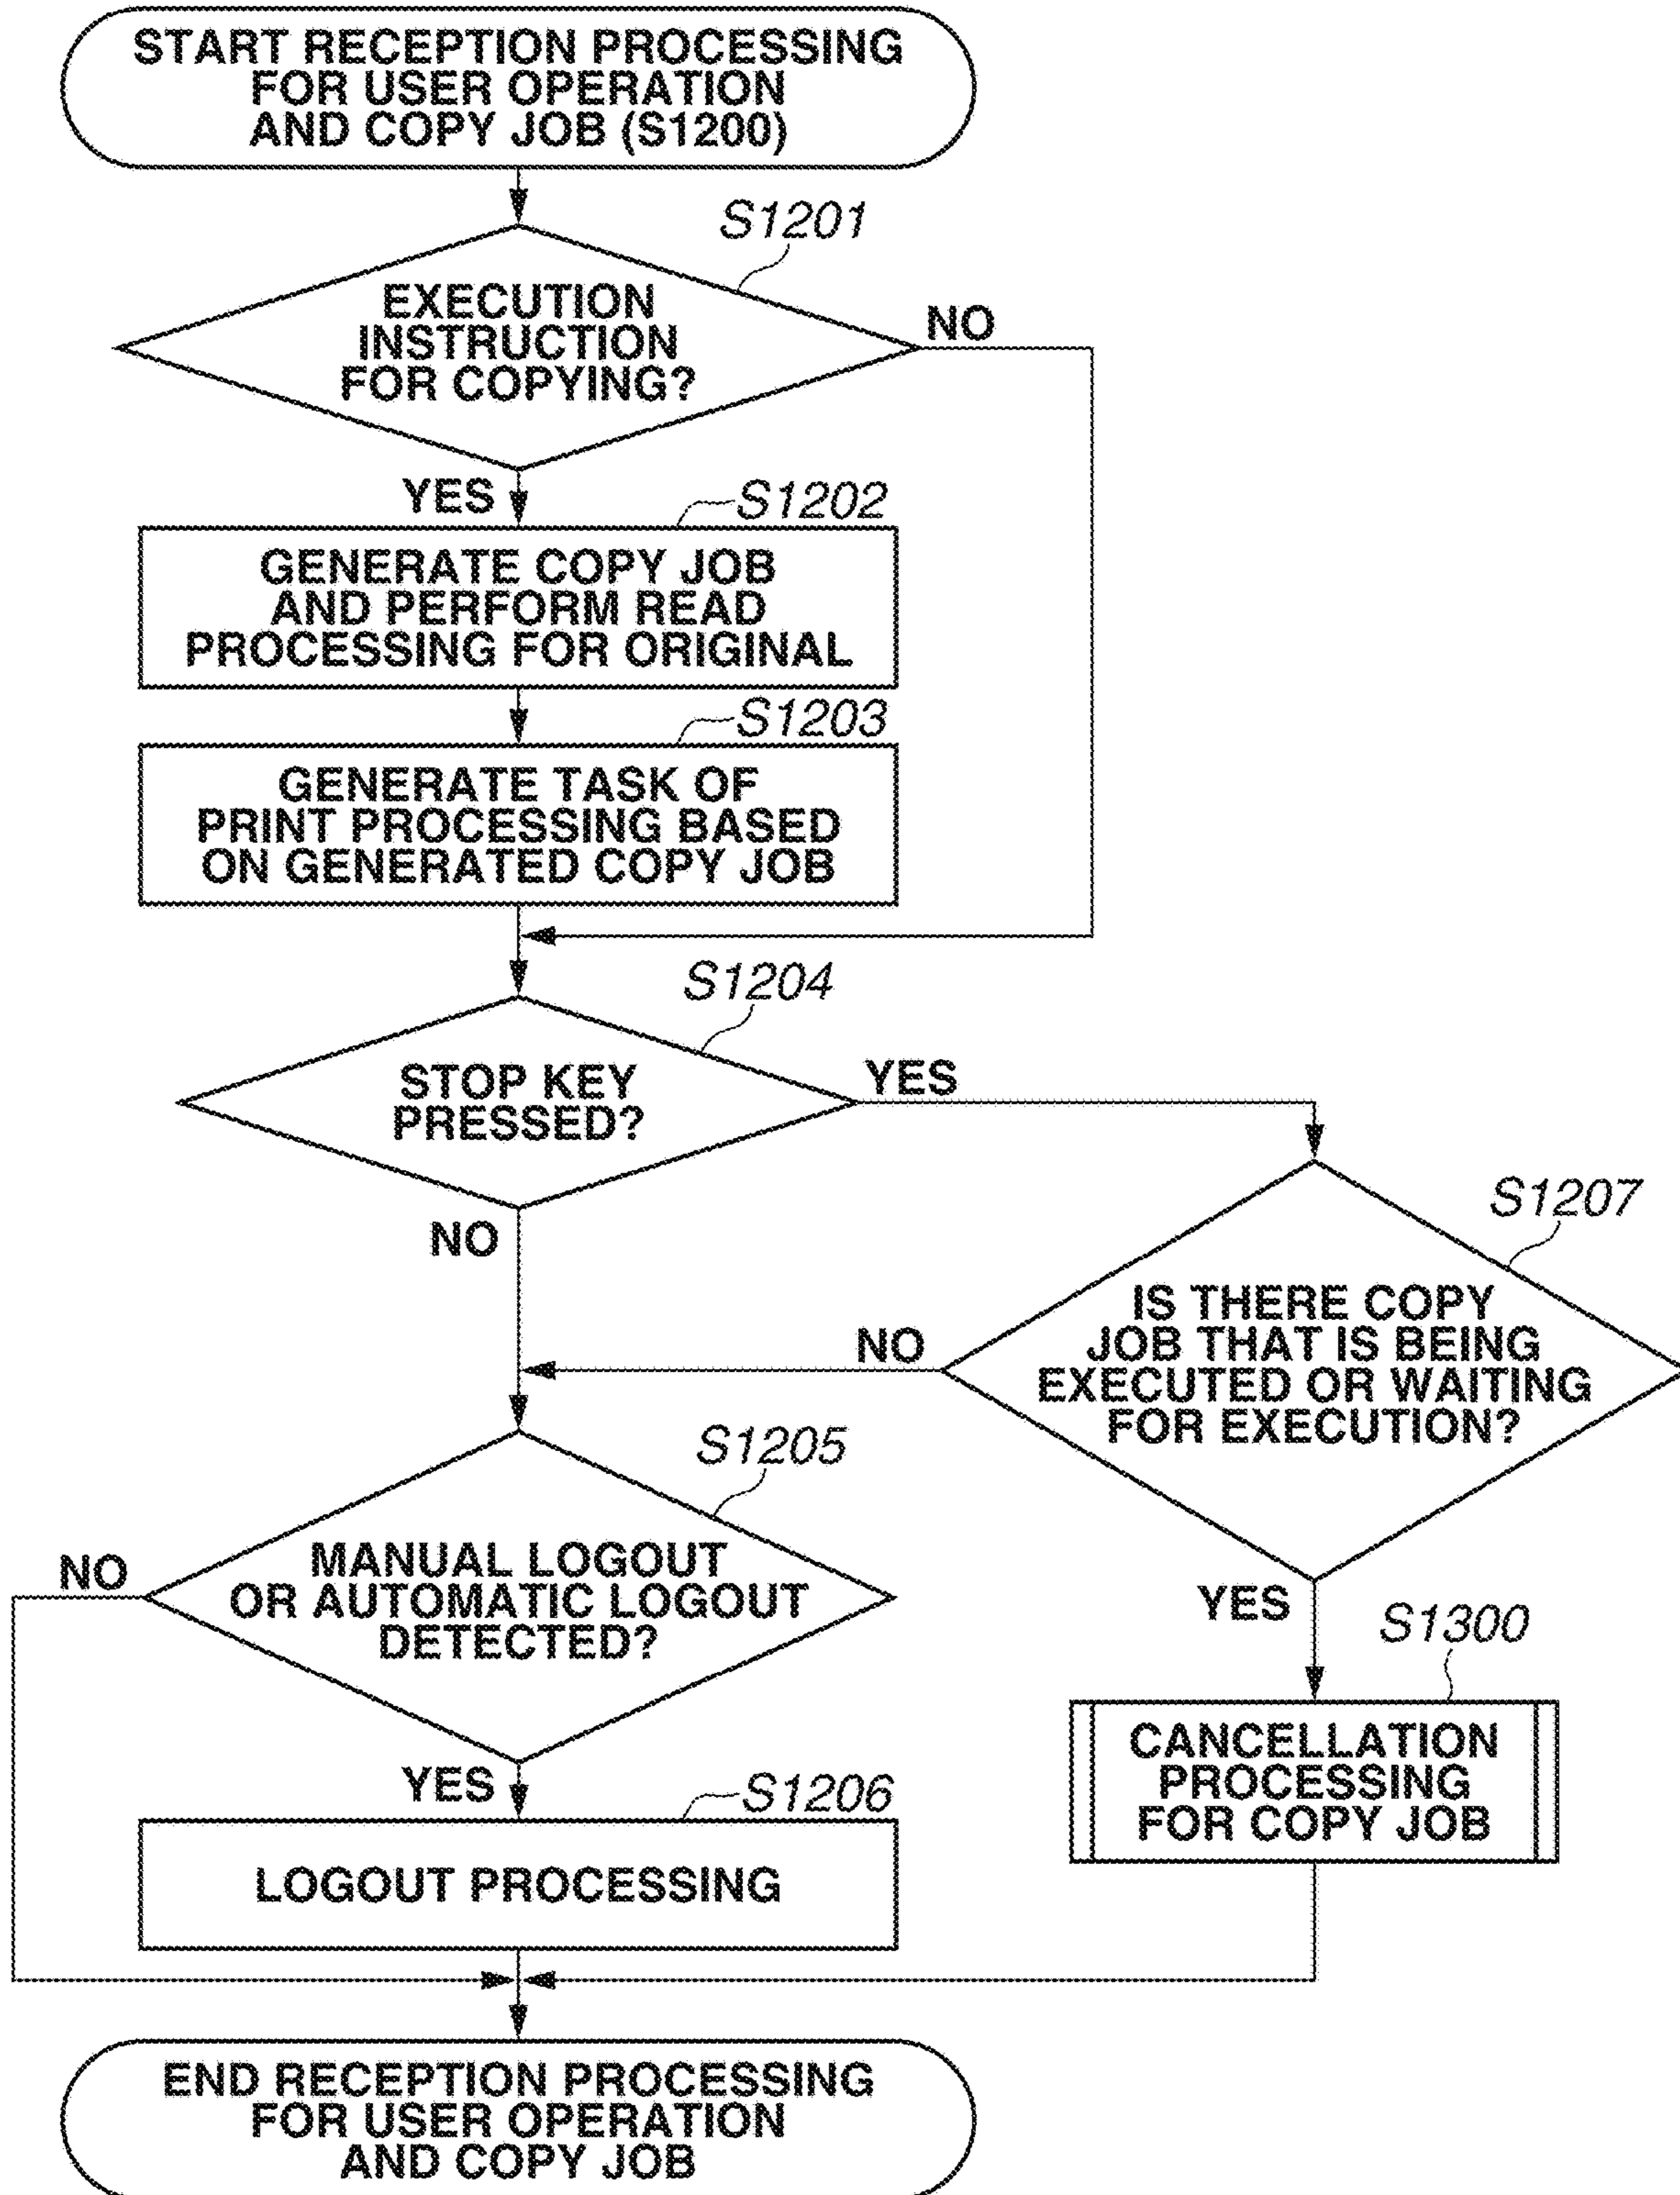 START RECEPTION PROCESSING
FOR USER OPERATION
AND COPY JOB (S1200)
S1201
EXECUTION
INSTRUCTION
FOR COPYING?
NO
YES
S1202
GENERATE COPY JOB
AND PERFORM READ
PROCESSING FOR ORIGINAL
S1203
GENERATE TASK OF
PRINT PROCESSING BASED
ON GENERATED COPY JOB
S1204
STOP KEY
PRESSED?
YES
NO
S1207
IS THERE COPY
JOB THAT IS BEING
EXECUTED OR WAITING
FOR EXECUTION?
NO
YES
S1205
MANUAL LOGOUT
OR AUTOMATIC LOGOUT
DETECTED?
NO
YES
S1300
CANCELLATION
PROCESSING
FOR COPY JOB
S1206
LOGOUT PROCESSING
END RECEPTION PROCESSING
FOR USER OPERATION
AND COPY JOB